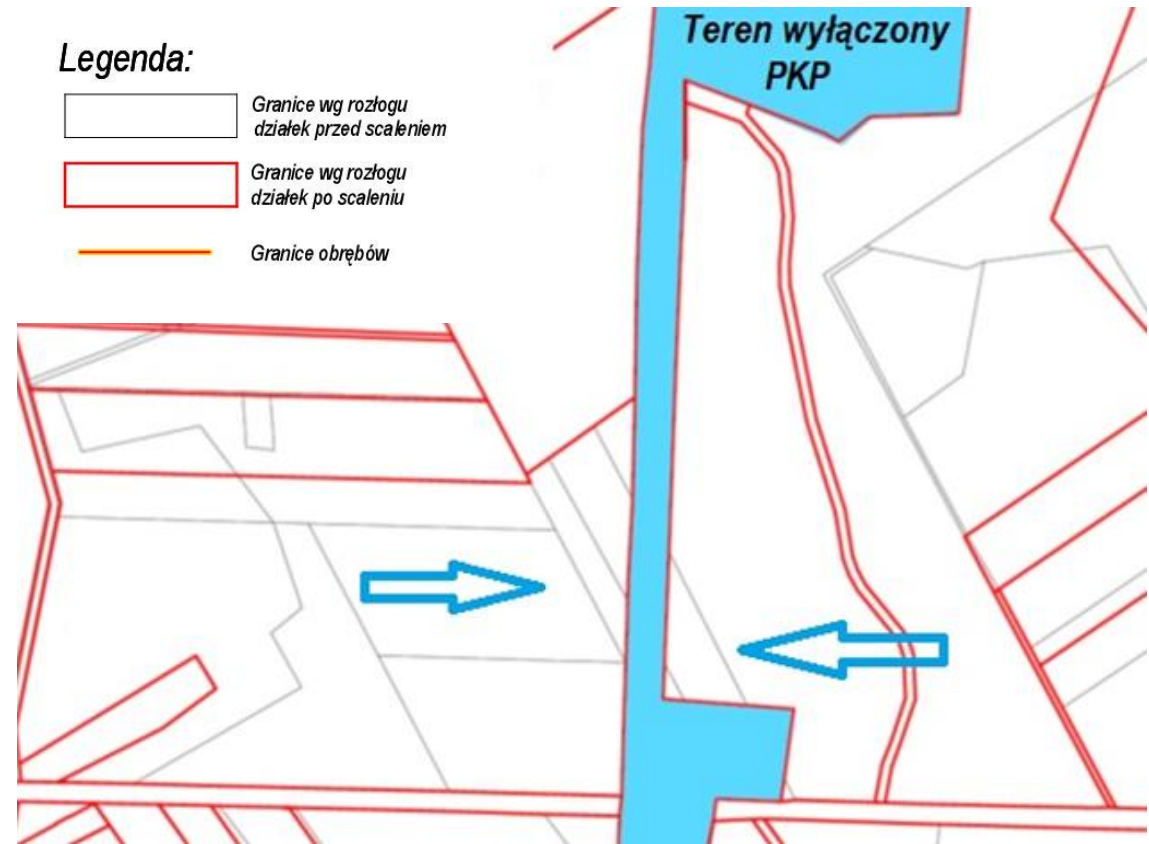 Legenda:
Granice wg rozłogu
działek przed scaleniem
Granice wg rozłogu
działek po scaleniu
Granice obrębów
Teren wyłączony
PKP